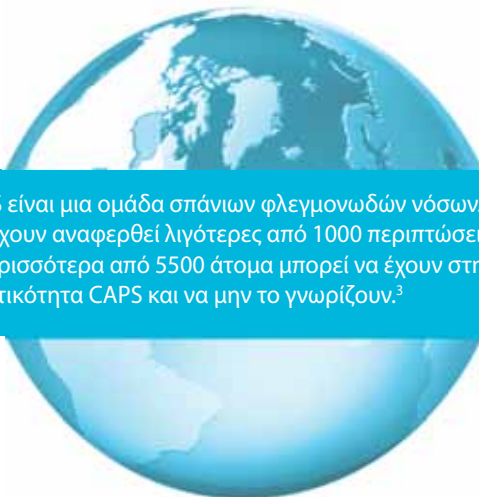 είναι μια ομάδα σπάνιων φλεγμονωδών νόσων.
χουν αναφερθεί λιγότερες από 1000 περιπτώσει
ρισσότερα από 5500 άτομα μπορεί να έχουν στη
τικότητα CAPS και να μην το γνωρίζουν.³